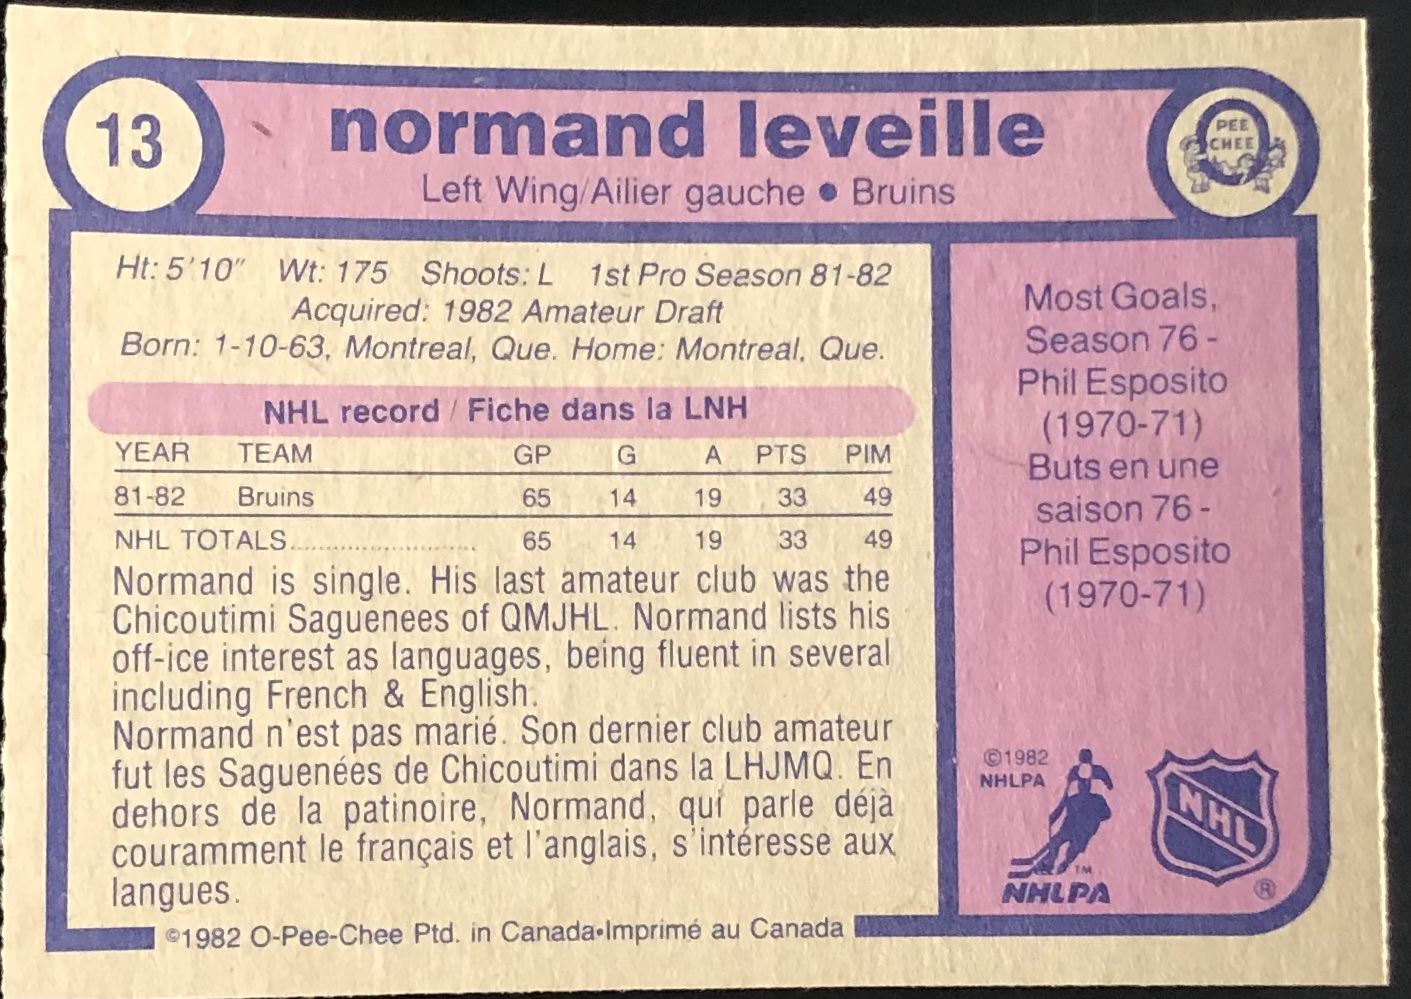 13
normand leveille
PEE
CHEE
Left Wing/Ailier gauche • Bruins
Ht: 5'10" Wt: 175 Shoots: L 1st Pro Season 81-82
Acquired: 1982 Amateur Draft
Born: 1-10-63, Montreal, Que. Home: Montreal, Que.
NHL record / Fiche dans la LNH
YEAR TEAM GP G A PTS PIM
81-82 Bruins 65 14 19 33 49
NHL TOTALS........................... 65 14 19 33 49
Normand is single. His last amateur club was the
Chicoutimi Saguenees of QMJHL. Normand lists his
off-ice interest as languages, being fluent in several
including French & English.
Normand n'est pas marié. Son dernier club amateur
fut les Saguenées de Chicoutimi dans la LHJMQ. En
dehors de la patinoire, Normand, qui parle déjà
couramment le français et l'anglais, s'intéresse aux
langues.
©1982 O-Pee-Chee Ptd. in Canada•Imprimé au Canada
Most Goals,
Season 76 -
Phil Esposito
(1970-71)
Buts en une
saison 76 -
Phil Esposito
(1970-71)
©1982
NHLPA
TM
NHLPA
NHL
®